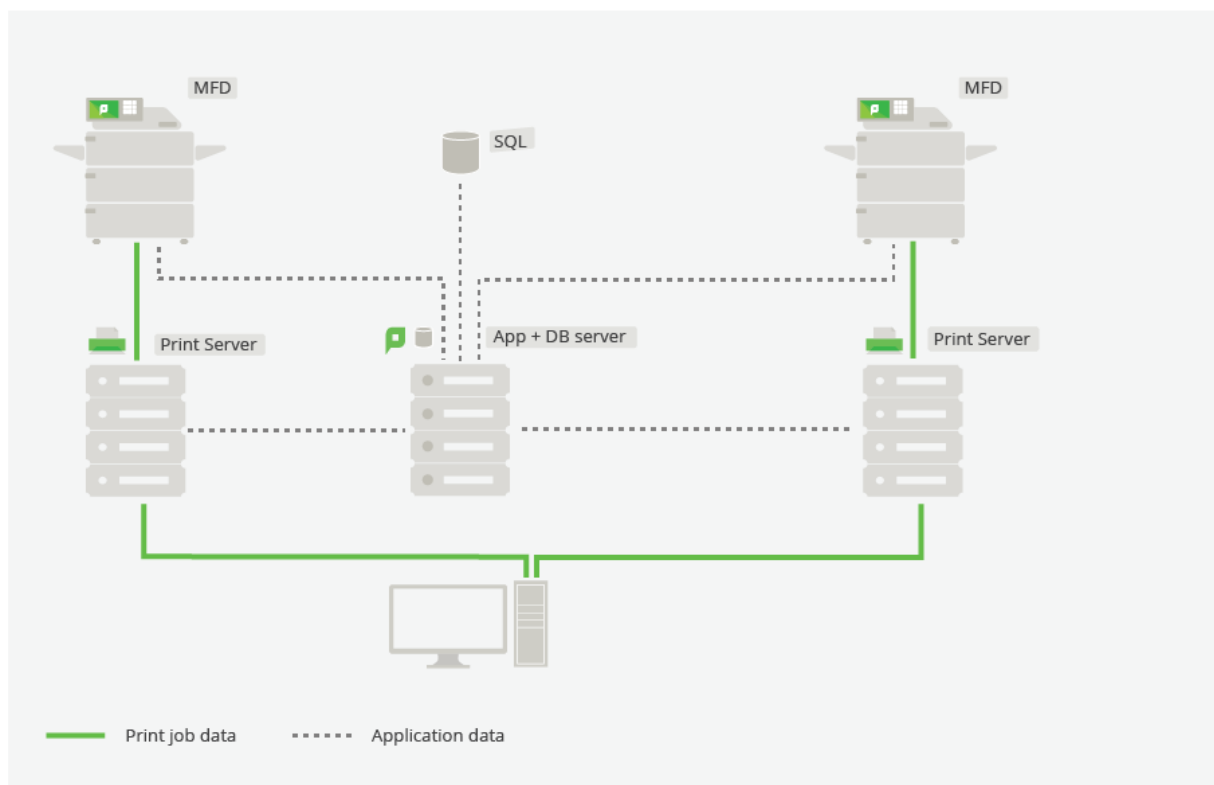 MFD
MFD
SQL
Print Server
App + DB server
Print Server
Print job data
Application data